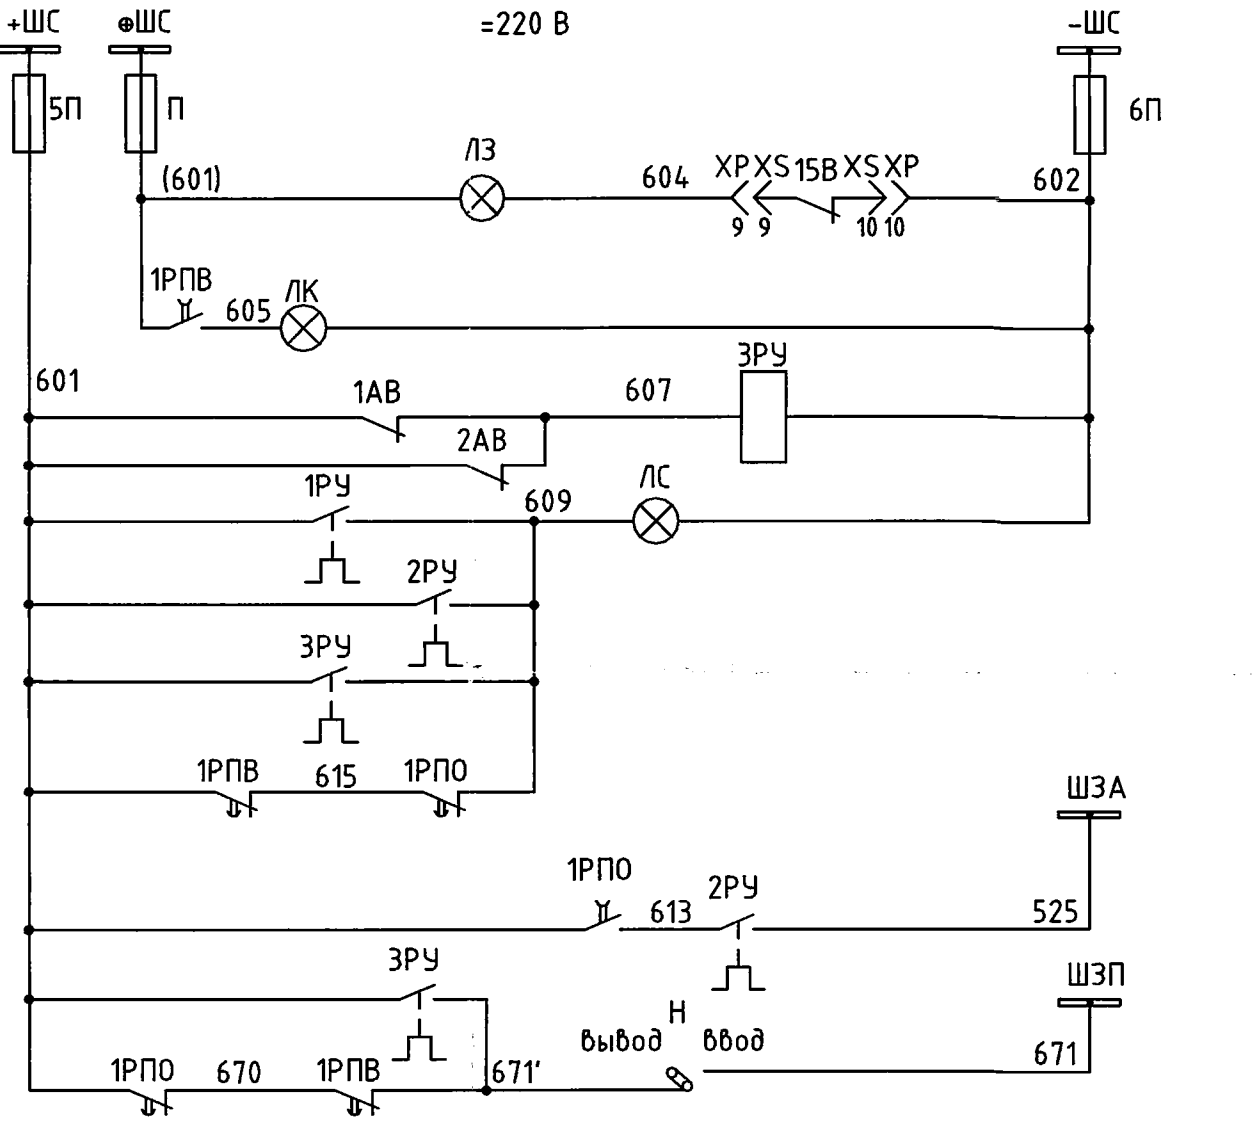 +ШС
⊕ШС
=220 В
-ШС
5П
П
6П
(601)
ЛЗ
604
XP XS 15В XS XP
602
9 9
10 10
1РПВ
605
ЛК
601
1АВ
607
3РУ
2АВ
1РУ
609
ЛС
2РУ
3РУ
1РПВ
615
1РПО
ШЗА
1РПО
613
2РУ
525
3РУ
ШЗП
Н
вывод
ввод
1РПО
670
1РПВ
671'
671